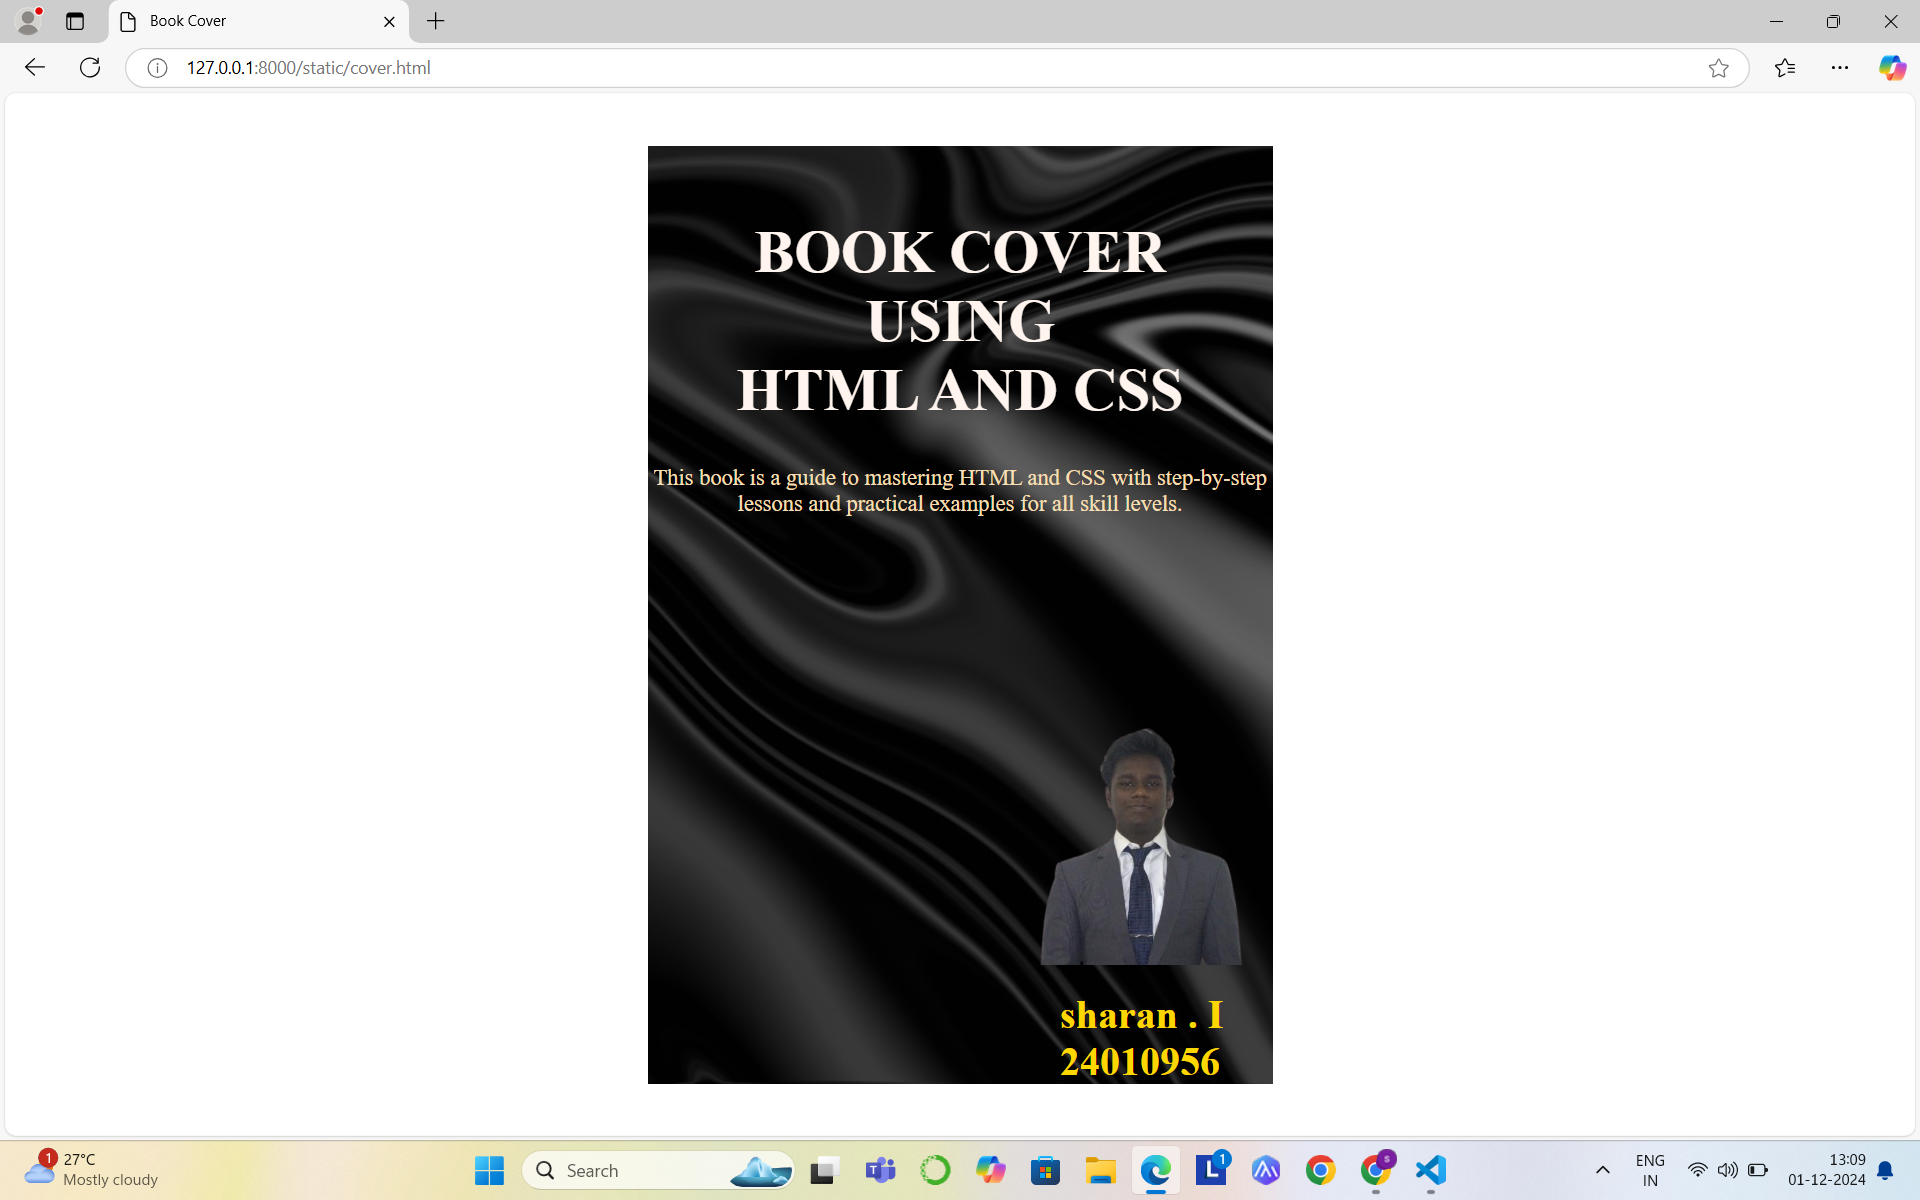 Book Cover
127.0.0.1:8000/static/cover.html
BOOK COVER
USING
HTML AND CSS
This book is a guide to mastering HTML and CSS with step-by-step
lessons and practical examples for all skill levels.
sharan . I
24010956
1
27°C
Mostly cloudy
Search
L
1
S
ENG
IN
13:09
01-12-2024